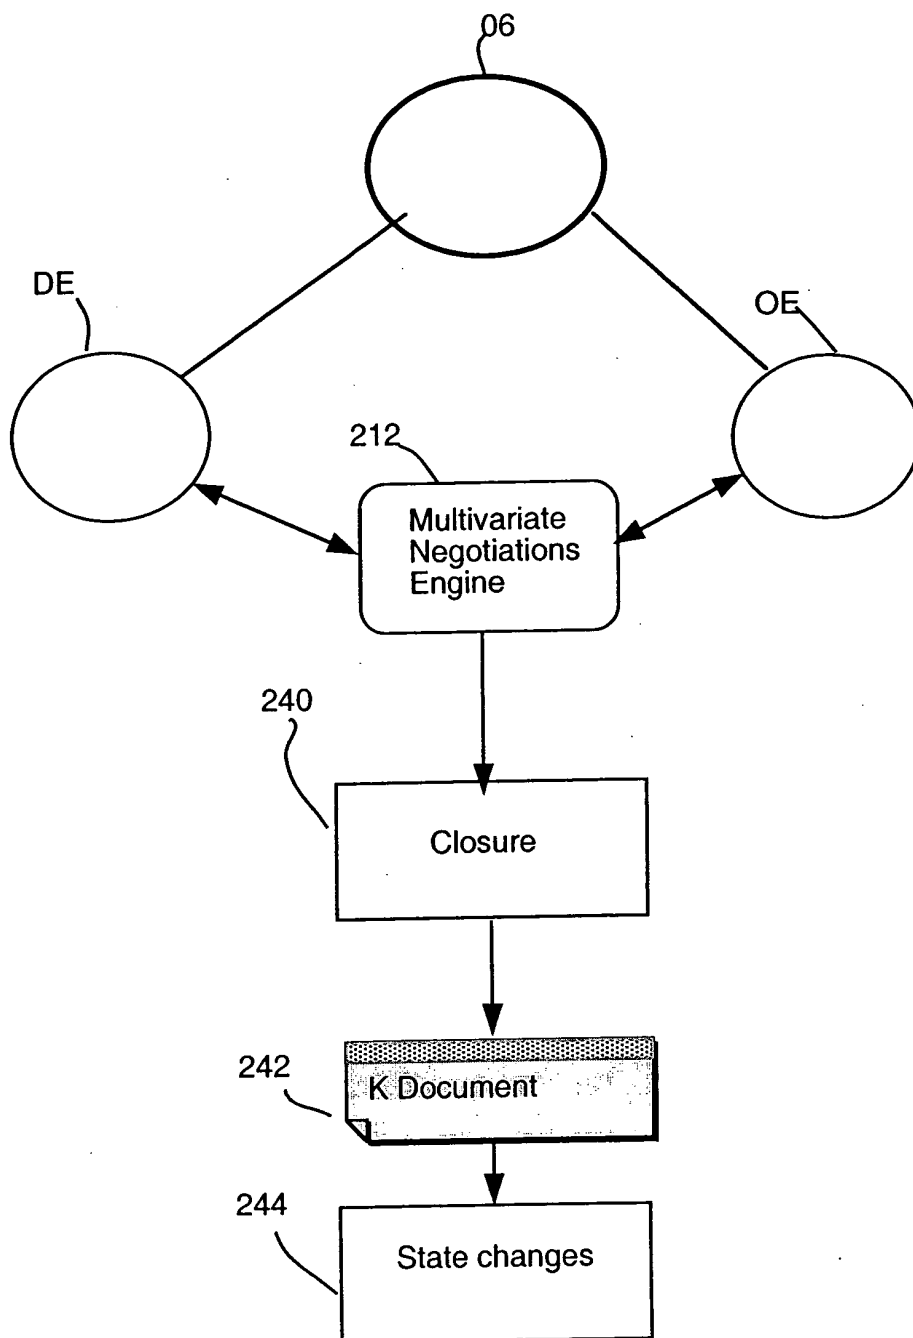 06
DE
OE
212
Multivariate
Negotiations
Engine
240
Closure
242
K Document
244
State changes